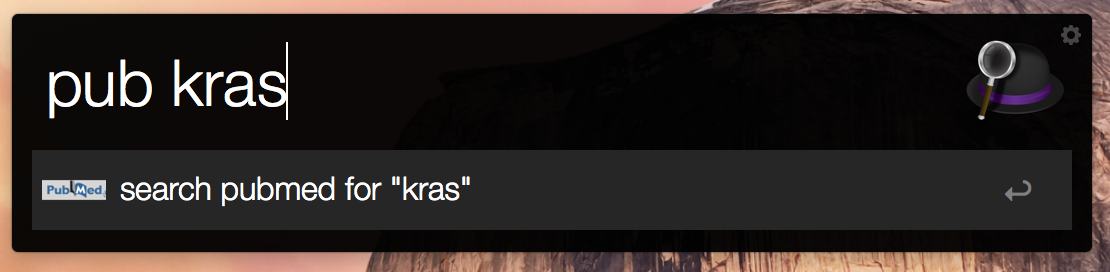 pub kras
PubMed
search pubmed for "kras"